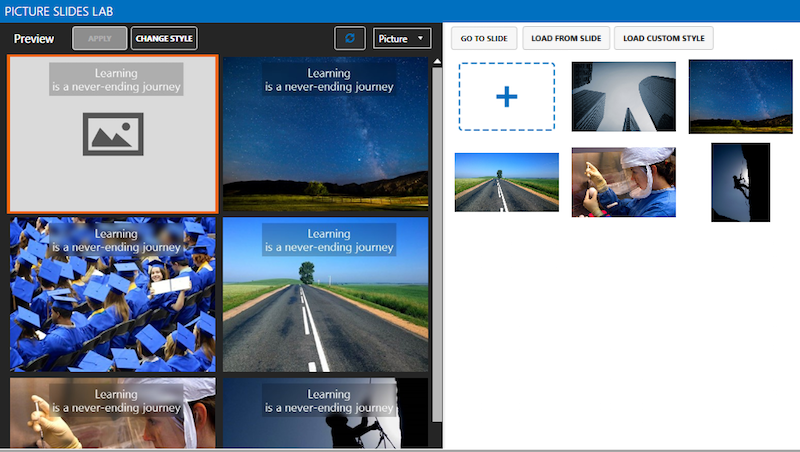 PICTURE SLIDES LAB
Preview
APPLY
CHANGE STYLE
Picture
GO TO SLIDE
LOAD FROM SLIDE
LOAD CUSTOM STYLE
Learning
is a never-ending journey
Learning
is a never-ending journey
Learning
is a never-ending journey
Learning
is a never-ending journey
Learning
is a never-ending journey
Learning
is a never-ending journey